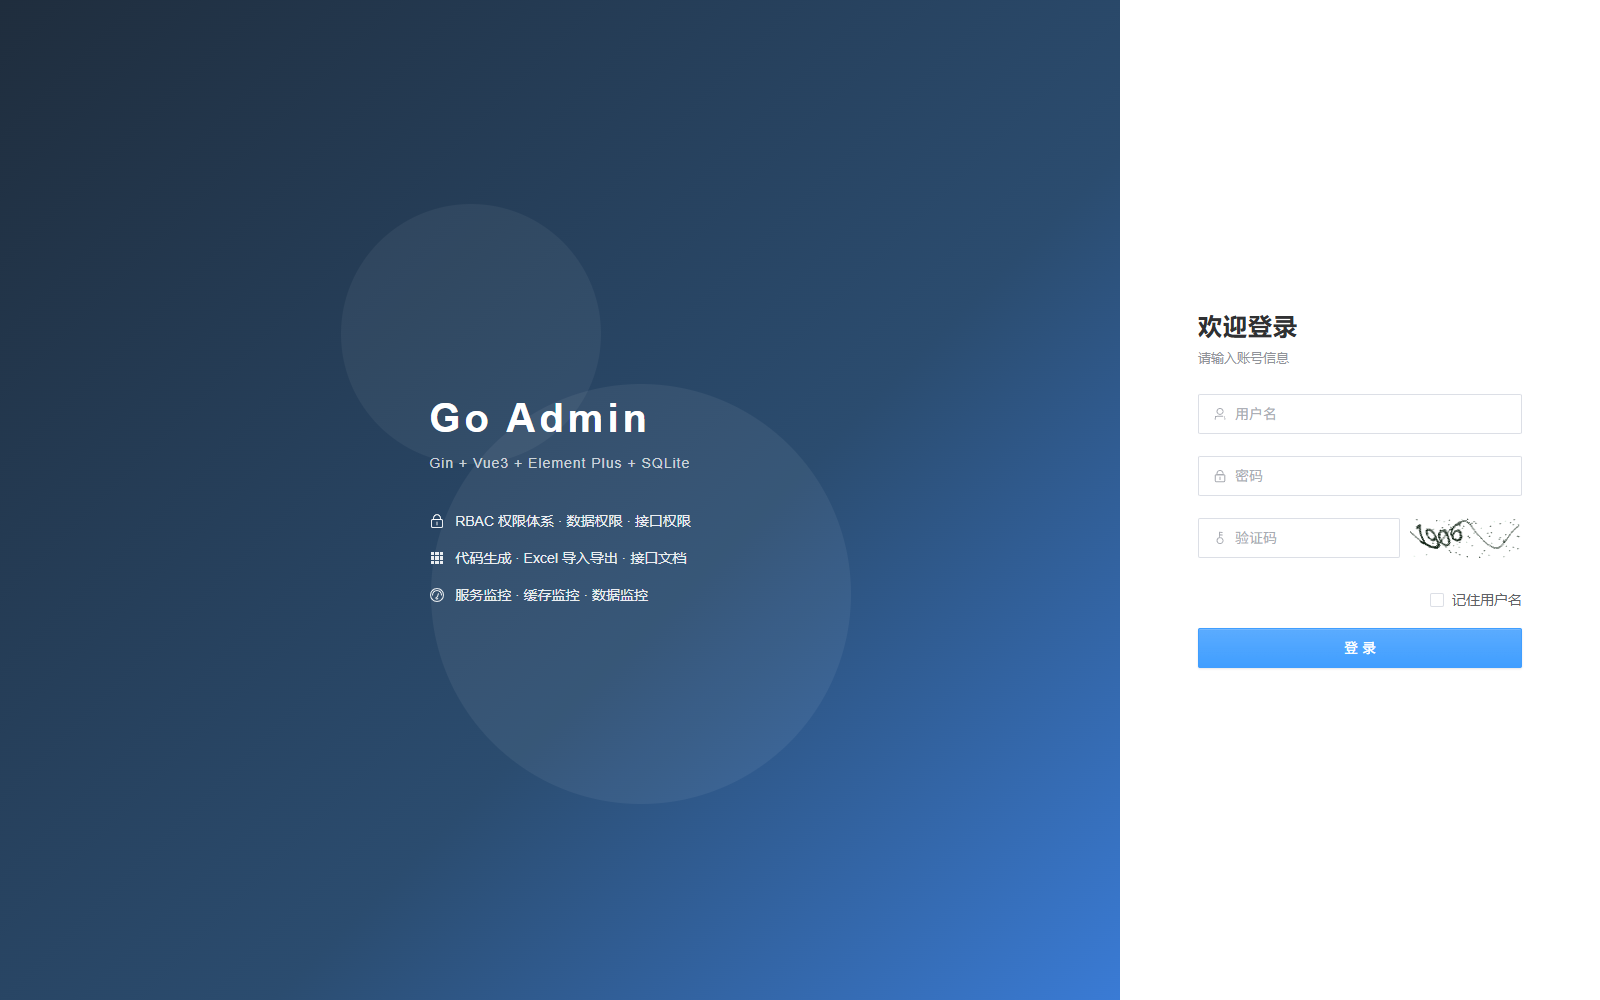 Go Admin
Gin + Vue3 + Element Plus + SQLite
RBAC 权限体系 · 数据权限 · 接口权限
代码生成 · Excel 导入导出 · 接口文档
服务监控 · 缓存监控 · 数据监控
欢迎登录
请输入账号信息
用户名
密码
验证码
记住用户名
登 录